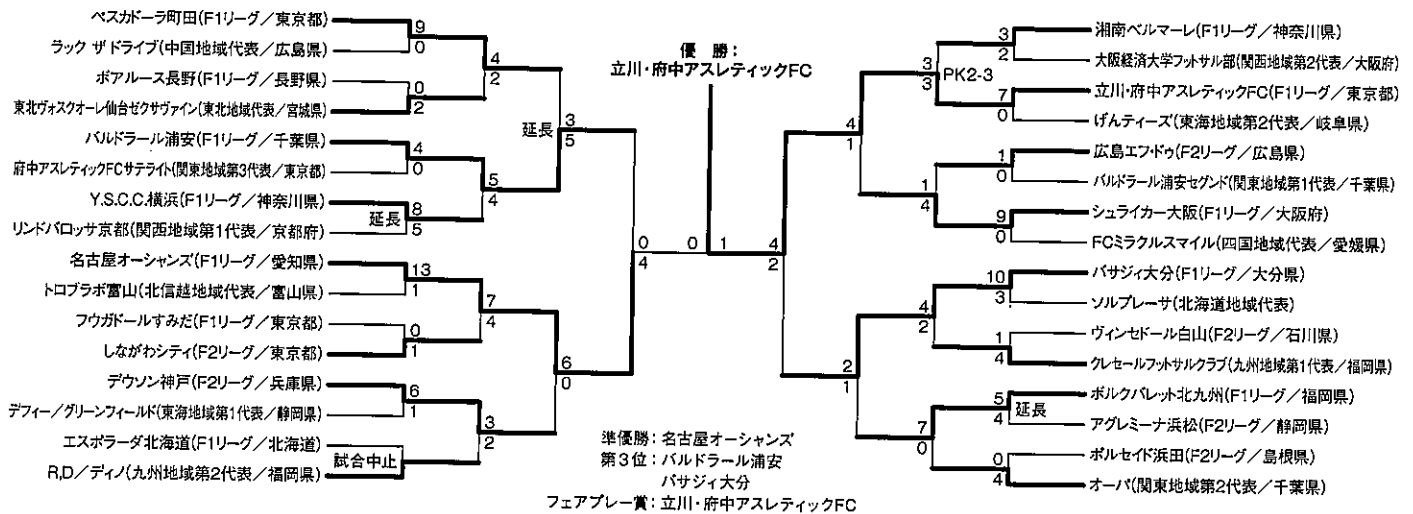 ペスカドーラ町田(F1リーグ／東京都)
ラック ザドライブ(中国地域代表／広島県)
ボアルース長野(F1リーグ／長野県)
東北ヴォスクオーレ仙台ゼクサヴァイン(東北地域代表／宮城県)
バルドラール浦安(F1リーグ／千葉県)
府中アスレティックFCサテライト(関東地域第3代表／東京都)
Y.S.C.C.横浜(F1リーグ／神奈川県)
リンドバロッサ京都(関西地域第1代表／京都府)
名古屋オーシャンズ(F1リーグ／愛知県)
トロブラボ富山(北信越地域代表／富山県)
フウガドールすみだ(F1リーグ／東京都)
しながわシティ(F2リーグ／東京都)
デウソン神戸(F2リーグ／兵庫県)
デフィー／グリーンフィールド(東海地域第1代表／静岡県)
エスポラーダ北海道(F1リーグ／北海道)
R,D／ディノ(九州地域第2代表／福岡県)
9
0
0
2
4
0
延長
8
5
13
1
0
1
6
1
試合中止
4
2
5
4
7
4
3
2
延長
3
5
6
0
0
4
優 勝：
立川・府中アスレティックFC
0
1
4
2
4
1
2
1
3
3
PK2-3
1
4
4
2
7
0
3
2
7
0
1
0
9
0
10
3
1
4
5
延長
4
0
4
湘南ベルマーレ(F1リーグ／神奈川県)
大阪経済大学フットサル部(関西地域第2代表／大阪府)
立川・府中アスレティックFC(F1リーグ／東京都)
げんティーズ(東海地域第2代表／岐阜県)
広島エフ・ドゥ(F2リーグ／広島県)
バルドラール浦安セグンド(関東地域第1代表／千葉県)
シュライカー大阪(F1リーグ／大阪府)
FCミラクルスマイル(四国地域代表／愛媛県)
バサジィ大分(F1リーグ／大分県)
ソルプレーサ(北海道地域代表)
ヴィンセドール白山(F2リーグ／石川県)
クレセールフットサルクラブ(九州地域第1代表／福岡県)
ボルクバレット北九州(F1リーグ／福岡県)
アグレミーナ浜松(F2リーグ／静岡県)
ポルセイド浜田(F2リーグ／島根県)
オーパ(関東地域第2代表／千葉県)
準優勝：名古屋オーシャンズ
第3位：バルドラール浦安
バサジィ大分
フェアプレー賞：立川・府中アスレティックFC